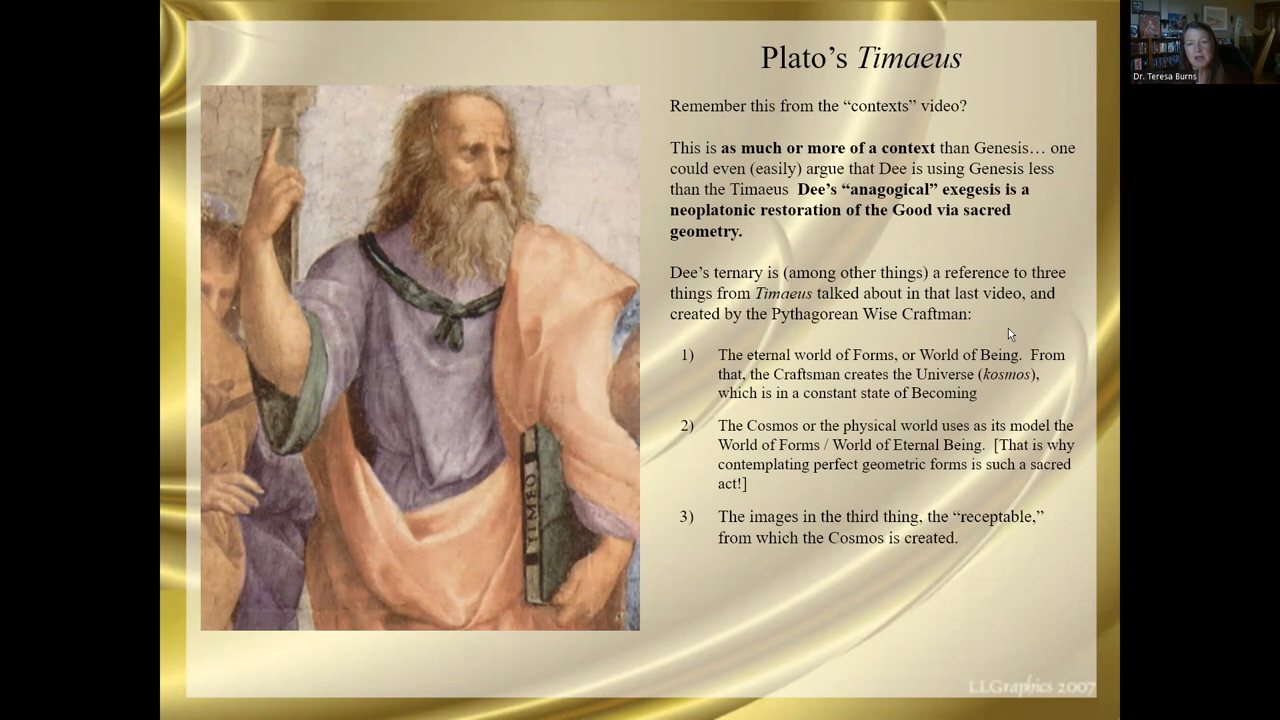 Plato's Timaeus
Remember this from the “contexts” video?
This is as much or more of a context than Genesis… one
could even (easily) argue that Dee is using Genesis less
than the Timaeus  Dee's “anagogical” exegesis is a
neoplatonic restoration of the Good via sacred
geometry.
Dee's ternary is (among other things) a reference to three
things from Timaeus talked about in that last video, and
created by the Pythagorean Wise Craftman:
1) The eternal world of Forms, or World of Being.  From
that, the Craftsman creates the Universe (kosmos),
which is in a constant state of Becoming
2) The Cosmos or the physical world uses as its model the
World of Forms / World of Eternal Being.  [That is why
contemplating perfect geometric forms is such a sacred
act!]
3) The images in the third thing, the “receptable,”
from which the Cosmos is created.
TIMEO
LLGraphics 2007
Dr. Teresa Burns